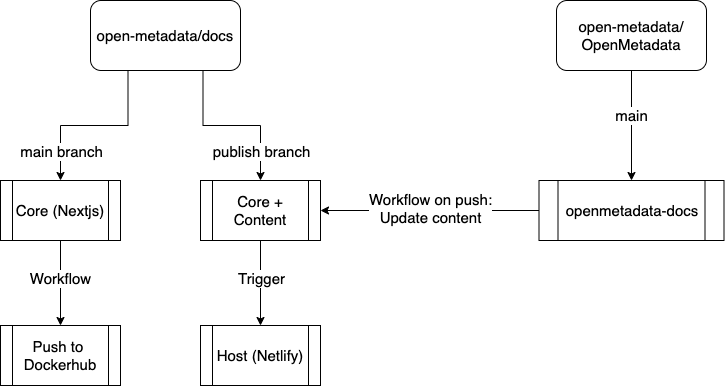 open-metadata/docs
open-metadata/
OpenMetadata
main
main branch
publish branch
Core (Nextjs)
Core +
Content
Workflow on push:
Update content
openmetadata-docs
Workflow
Trigger
Push to
Dockerhub
Host (Netlify)